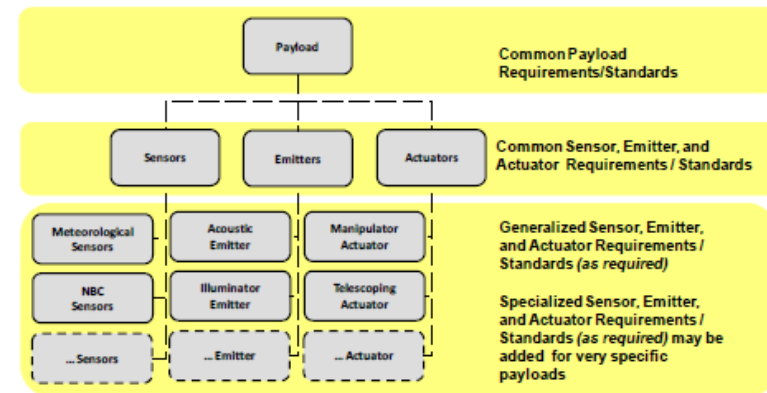 Payload
Common Payload
Requirements/Standards
Sensors
Emitters
Actuators
Common Sensor, Emitter, and
Actuator Requirements / Standards
Meteorological
Sensors
Acoustic
Emitter
Manipulator
Actuator
Generalized Sensor, Emitter,
and Actuator Requirements /
Standards (as required)
NBC
Sensors
Illuminator
Emitter
Telescoping
Actuator
Specialized Sensor, Emitter,
and Actuator Requirements /
Standards (as required) may be
added for very specific
payloads
... Sensors
... Emitter
... Actuator